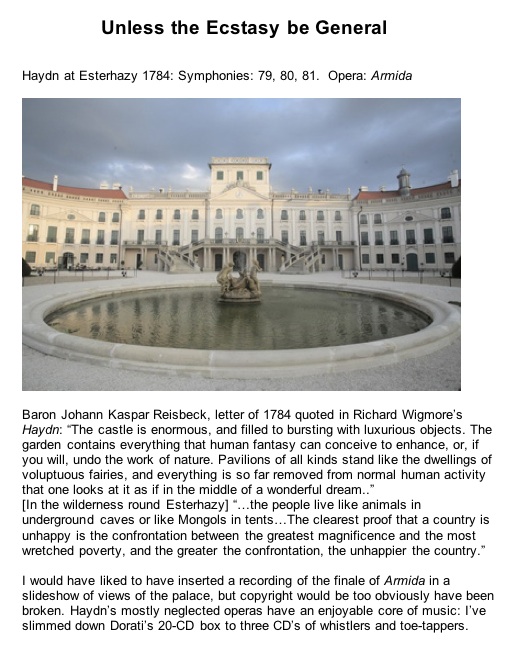 Unless the Ecstasy be General
Haydn at Esterhazy 1784: Symphonies: 79, 80, 81.  Opera: Armida
Baron Johann Kaspar Reisbeck, letter of 1784 quoted in Richard Wigmore's
Haydn: “The castle is enormous, and filled to bursting with luxurious objects. The
garden contains everything that human fantasy can conceive to enhance, or, if
you will, undo the work of nature. Pavilions of all kinds stand like the dwellings of
voluptuous fairies, and everything is so far removed from normal human activity
that one looks at it as if in the middle of a wonderful dream..”
[In the wilderness round Esterhazy] “…the people live like animals in
underground caves or like Mongols in tents…The clearest proof that a country is
unhappy is the confrontation between the greatest magnificence and the most
wretched poverty, and the greater the confrontation, the unhappier the country.”
I would have liked to have inserted a recording of the finale of Armida in a
slideshow of views of the palace, but copyright would be too obviously have been
broken. Haydn's mostly neglected operas have an enjoyable core of music: I've
slimmed down Dorati's 20-CD box to three CD's of whistlers and toe-tappers.